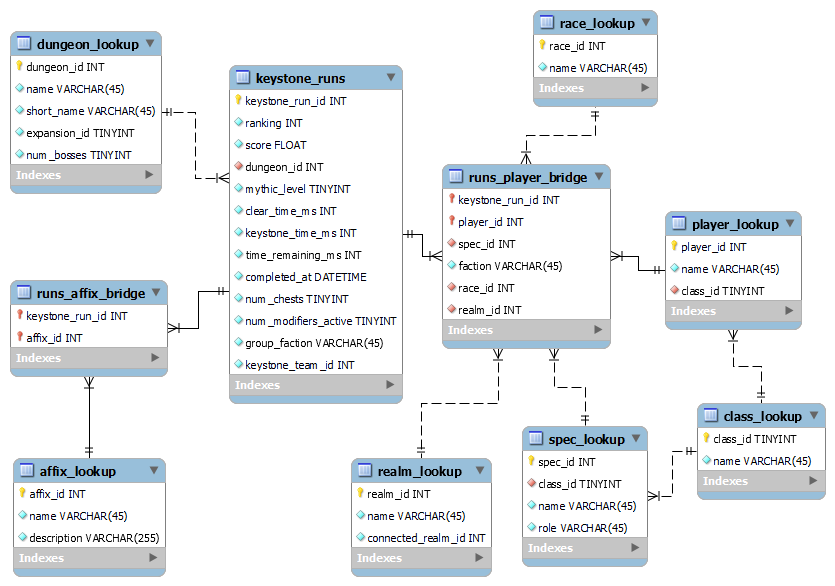 dungeon_lookup
dungeon_id INT
name VARCHAR(45)
short_name VARCHAR(45)
expansion_id TINYINT
num_bosses TINYINT
Indexes
keystone_runs
keystone_run_id INT
ranking INT
score FLOAT
dungeon_id INT
mythic_level TINYINT
clear_time_ms INT
keystone_time_ms INT
time_remaining_ms INT
completed_at DATETIME
num_chests TINYINT
num_modifiers_active TINYINT
group_faction VARCHAR(45)
keystone_team_id INT
Indexes
race_lookup
race_id INT
name VARCHAR(45)
Indexes
runs_player_bridge
keystone_run_id INT
player_id INT
spec_id INT
faction VARCHAR(45)
race_id INT
realm_id INT
Indexes
player_lookup
player_id INT
name VARCHAR(45)
class_id TINYINT
Indexes
runs_affix_bridge
keystone_run_id INT
affix_id INT
Indexes
affix_lookup
affix_id INT
name VARCHAR(45)
description VARCHAR(255)
Indexes
realm_lookup
realm_id INT
name VARCHAR(45)
connected_realm_id INT
Indexes
spec_lookup
spec_id INT
class_id TINYINT
name VARCHAR(45)
role VARCHAR(45)
Indexes
class_lookup
class_id TINYINT
name VARCHAR(45)
Indexes